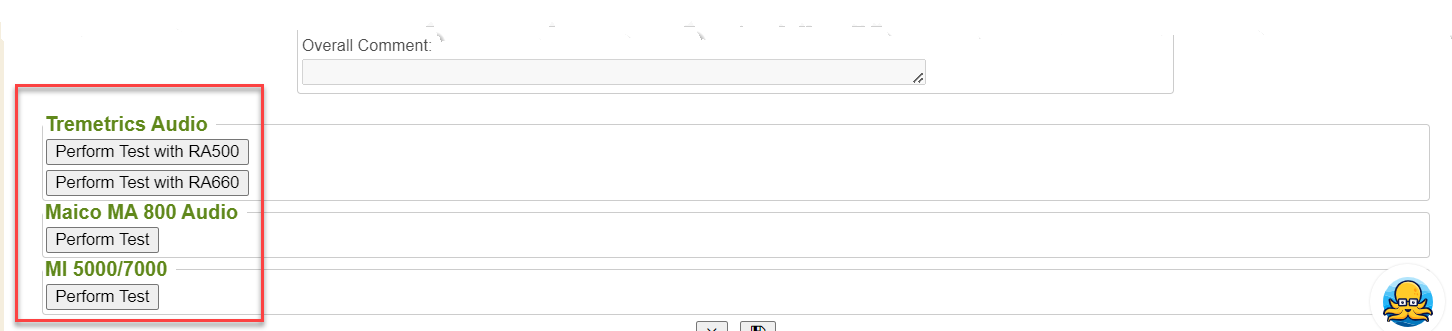 Overall Comment:
Tremetrics Audio
Perform Test with RA500
Perform Test with RA660
Maico MA 800 Audio
Perform Test
MI 5000/7000
Perform Test